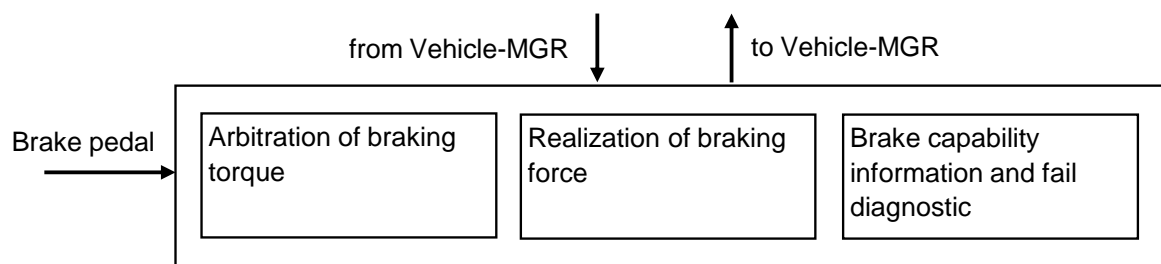 from Vehicle-MGR
to Vehicle-MGR
Brake pedal
Arbitration of braking
torque
Realization of braking
force
Brake capability
information and fail
diagnostic